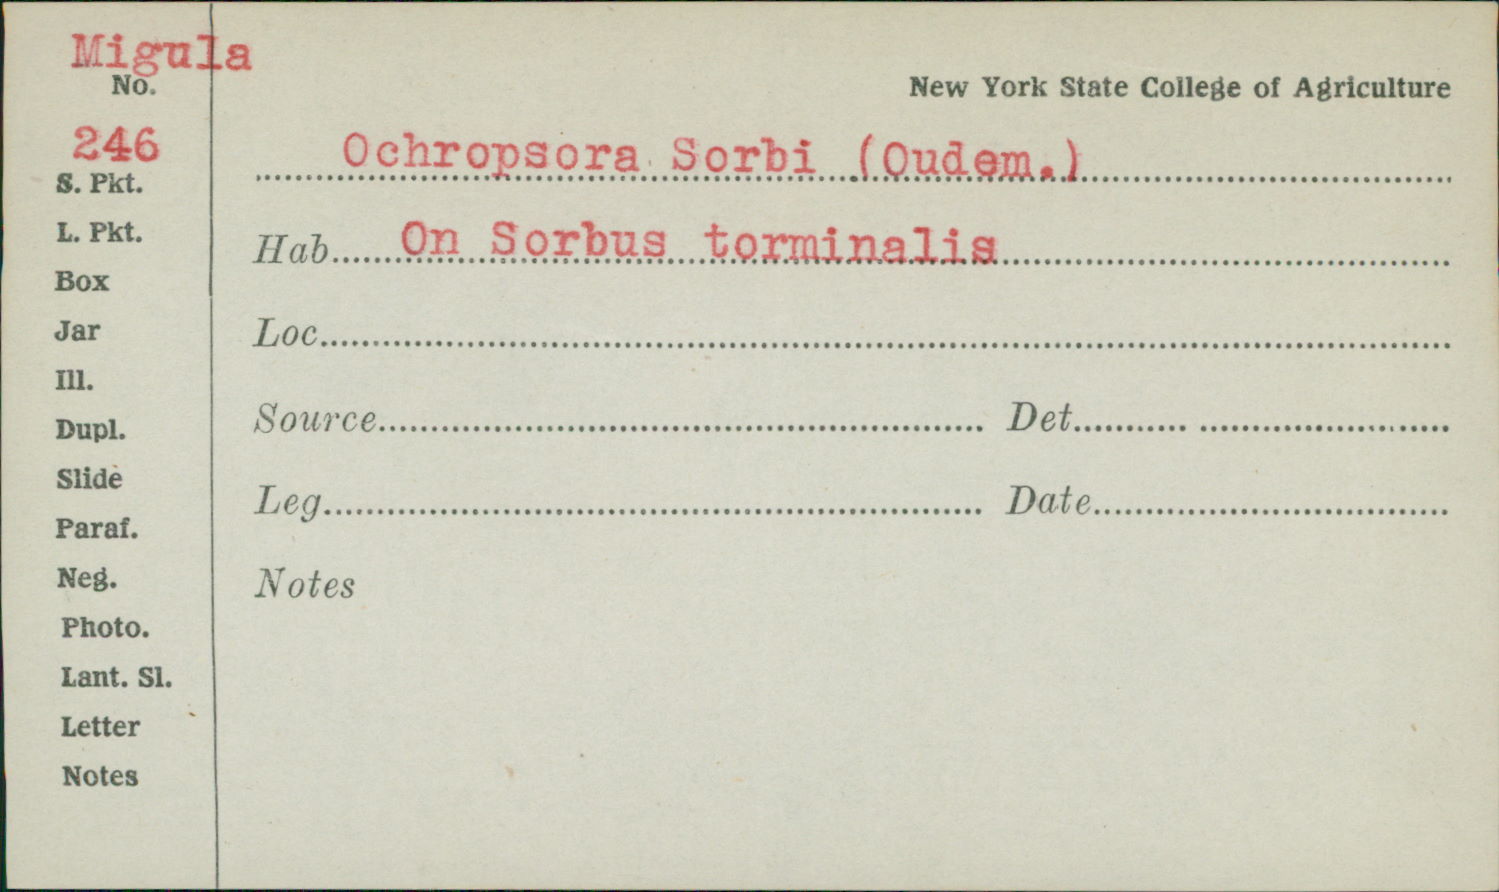 Migula
No.
New York State College of Agriculture
246
Ochropsora Sorbi (Oudem.)
S. Pkt.
L. Pkt.
Hab. On Sorbus torminalis
Box
Jar
Loc.
Ill.
Dupl.
Source Det.
Slide
Leg. Date
Paraf.
Neg.
Notes
Photo.
Lant. Sl.
Letter
Notes